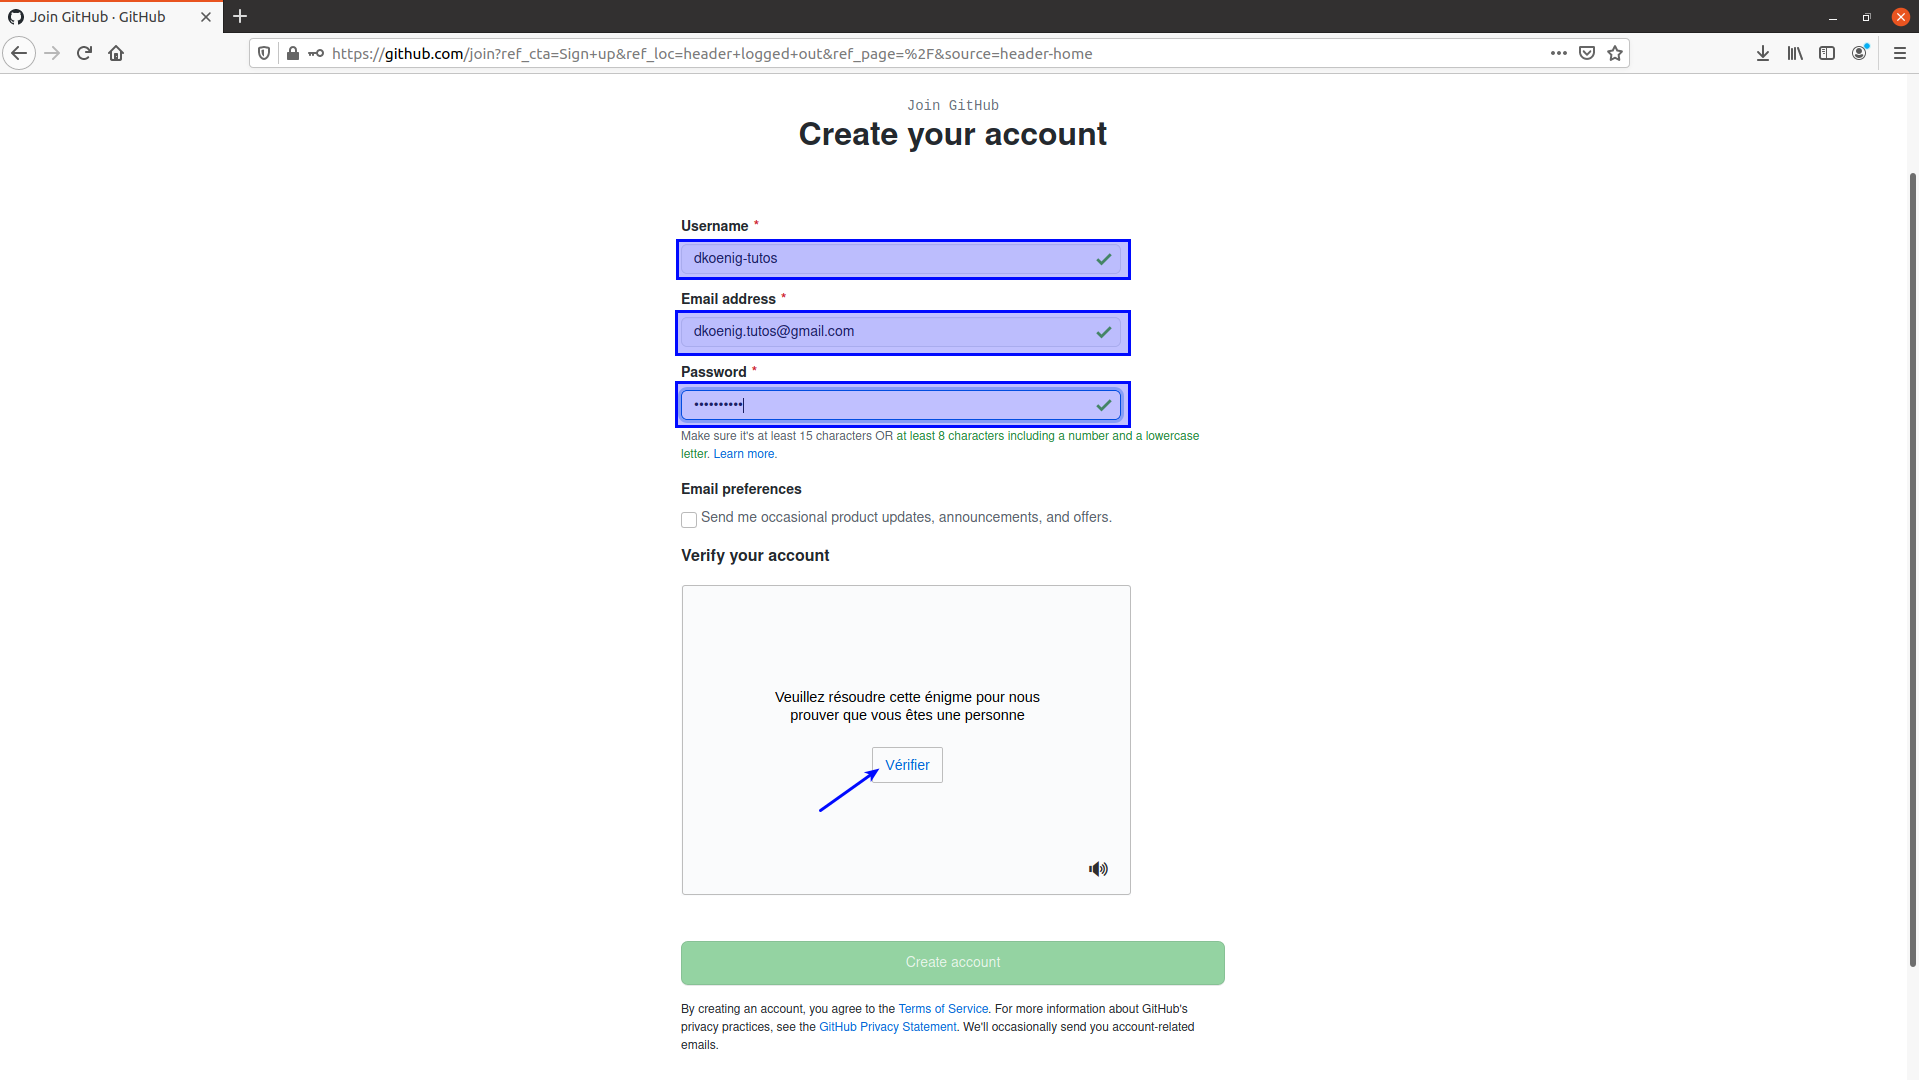 Join GitHub · GitHub
https://github.com/join?ref_cta=Sign+up&ref_loc=header+logged+out&ref_page=%2F&source=header-home
Join GitHub
Create your account
Username *
dkoenig-tutos
Email address *
dkoenig.tutos@gmail.com
Password *
••••••••••
Make sure it's at least 15 characters OR at least 8 characters including a number and a lowercase
letter. Learn more.
Email preferences
Send me occasional product updates, announcements, and offers.
Verify your account
Veuillez résoudre cette énigme pour nous
prouver que vous êtes une personne
Vérifier
Create account
By creating an account, you agree to the Terms of Service. For more information about GitHub's
privacy practices, see the GitHub Privacy Statement. We'll occasionally send you account-related
emails.